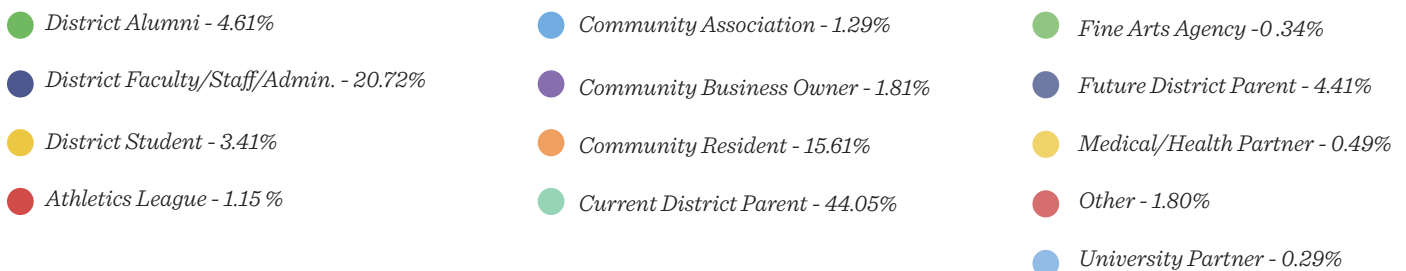 District Alumni - 4.61%
District Faculty/Staff/Admin. - 20.72%
District Student - 3.41%
Athletics League - 1.15 %
Community Association - 1.29%
Community Business Owner - 1.81%
Community Resident - 15.61%
Current District Parent - 44.05%
Fine Arts Agency -0 .34%
Future District Parent - 4.41%
Medical/Health Partner - 0.49%
Other - 1.80%
University Partner - 0.29%